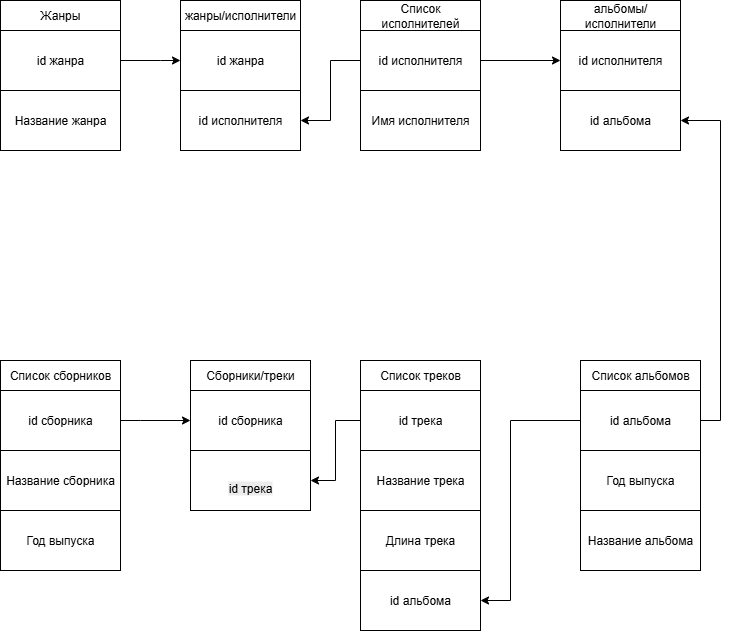 Жанры
id жанра
Название жанра
жанры/исполнители
id жанра
id исполнителя
Список
исполнителей
id исполнителя
Имя исполнителя
альбомы/
исполнители
id исполнителя
id альбома
Список сборников
id сборника
Название сборника
Год выпуска
Сборники/треки
id сборника
id трека
Список треков
id трека
Название трека
Длина трека
id альбома
Список альбомов
id альбома
Год выпуска
Название альбома